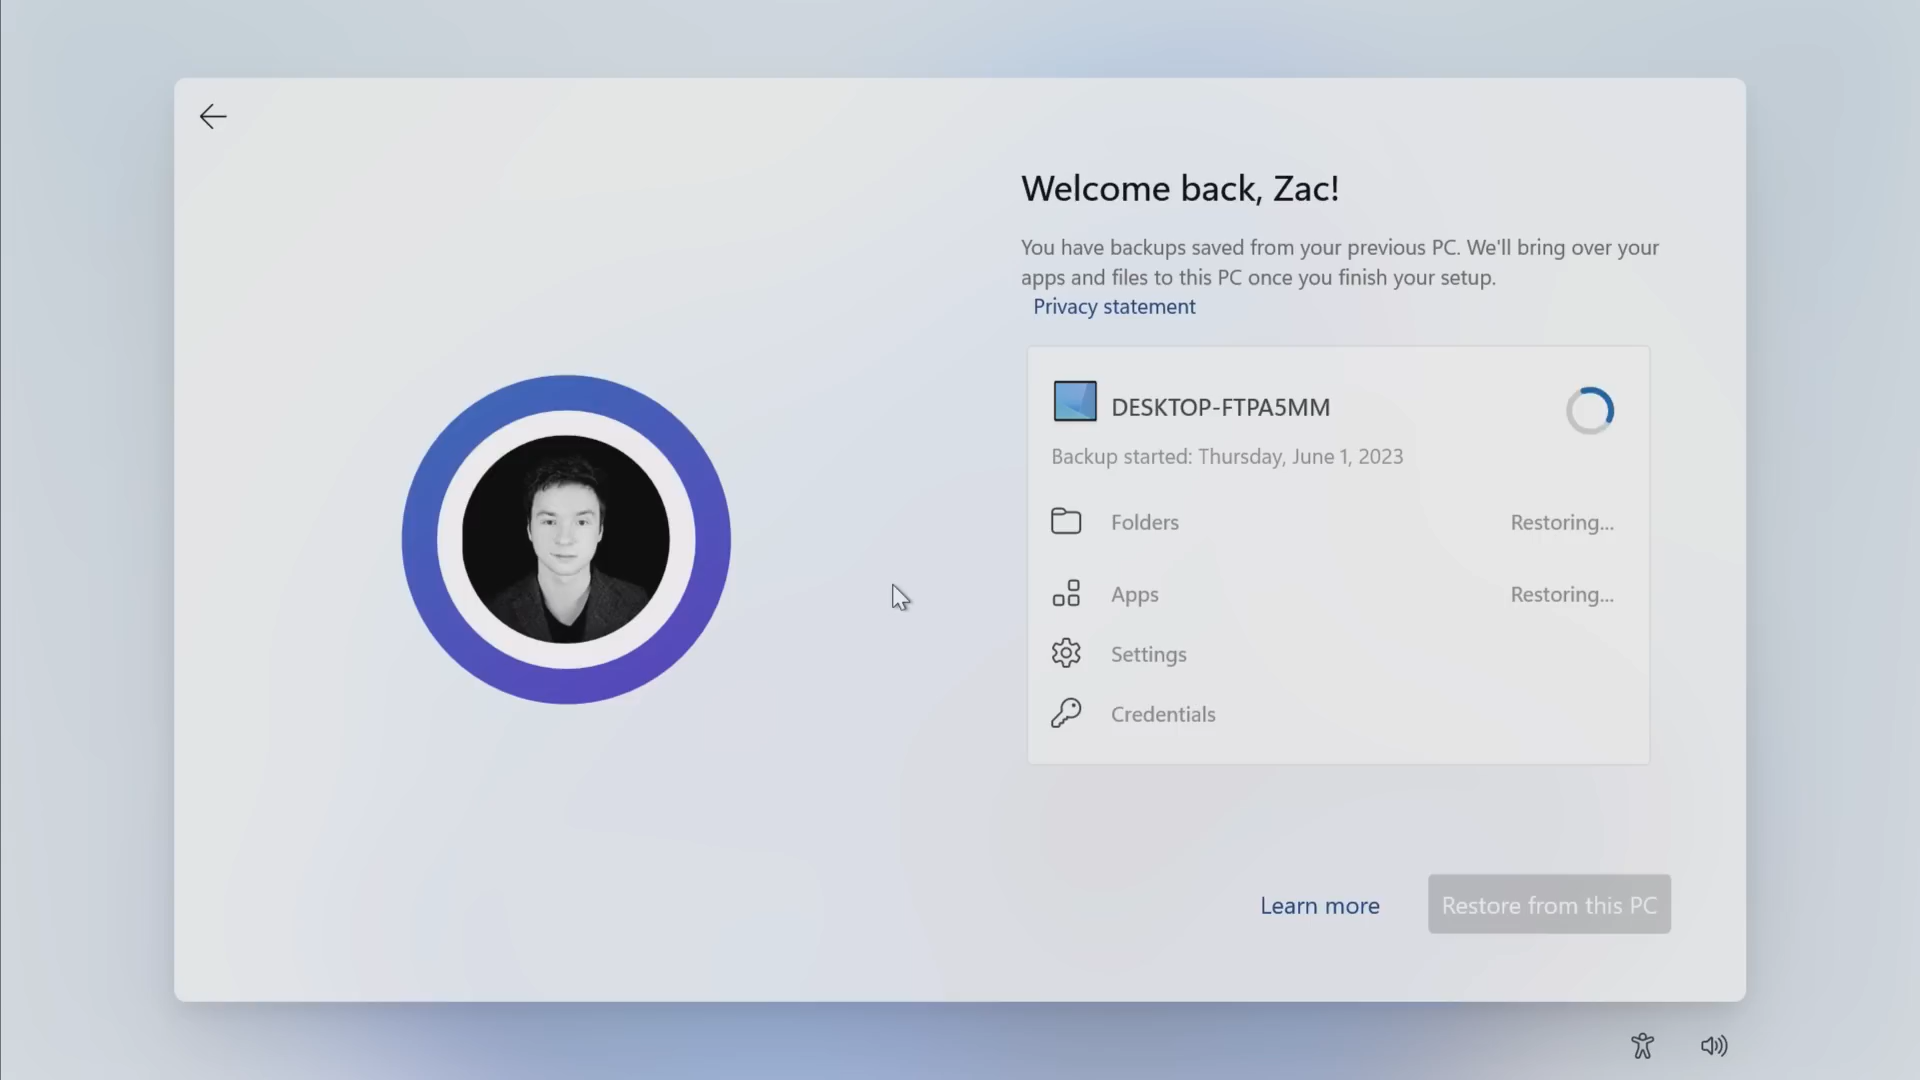 Welcome back, Zac!
You have backups saved from your previous PC. We'll bring over your
apps and files to this PC once you finish your setup.
Privacy statement
DESKTOP-FTPA5MM
Backup started: Thursday, June 1, 2023
Folders Restoring...
Apps Restoring...
Settings
Credentials
Learn more Restore from this PC